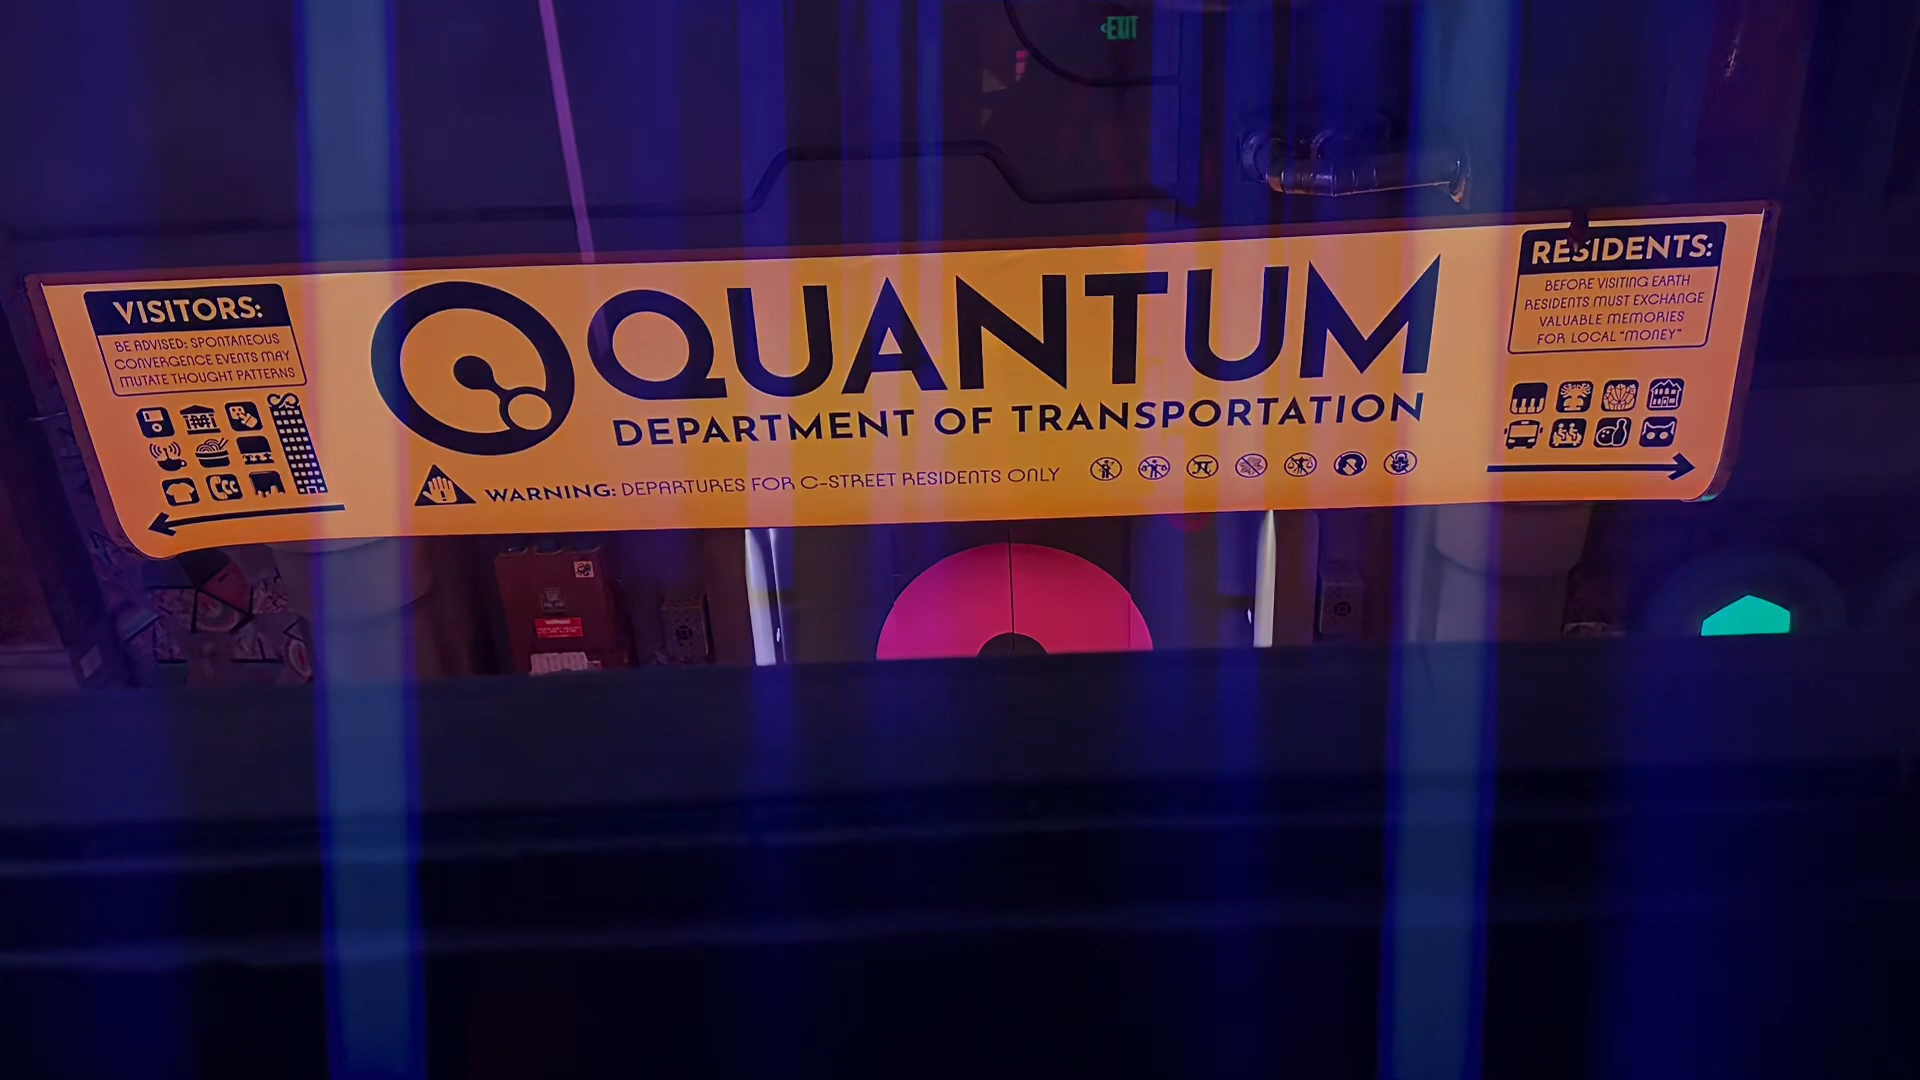 EXIT
VISITORS:
BE ADVISED: SPONTANEOUS
CONVERGENCE EVENTS MAY
MUTATE THOUGHT PATTERNS
QUANTUM
DEPARTMENT OF TRANSPORTATION
WARNING: DEPARTURES FOR C-STREET RESIDENTS ONLY
RESIDENTS:
BEFORE VISITING EARTH
RESIDENTS MUST EXCHANGE
VALUABLE MEMORIES
FOR LOCAL "MONEY"